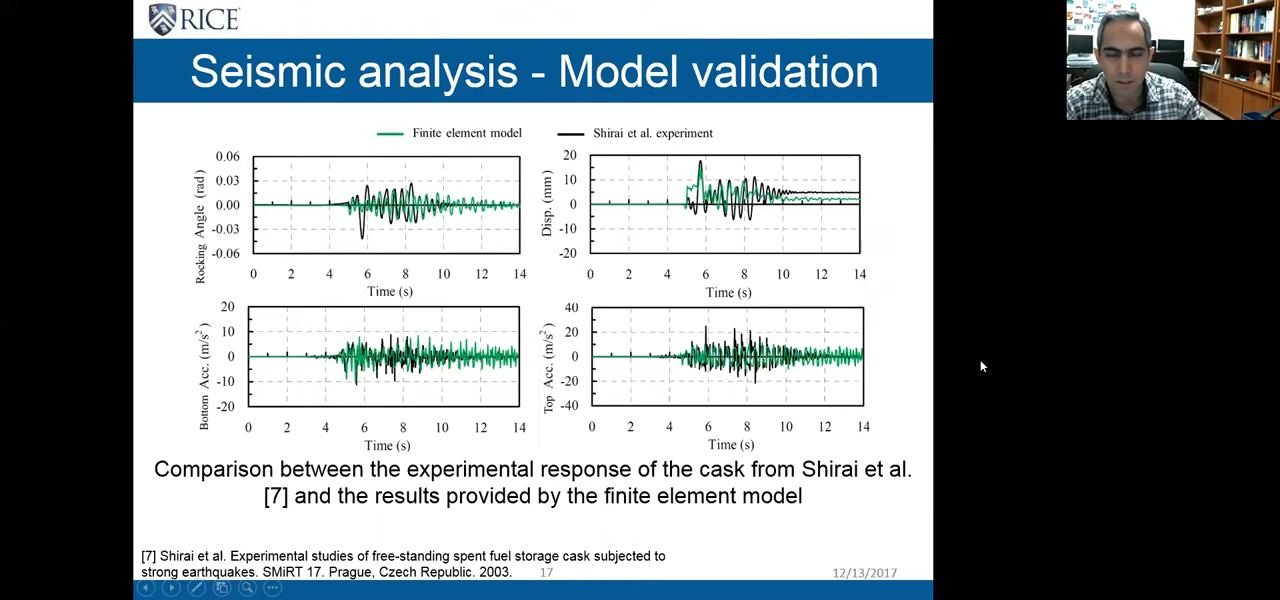 RICE
Seismic analysis - Model validation
Finite element model
Shirai et al. experiment
Rocking Angle (rad)
0.06
0.03
0.00
-0.03
-0.06
0 2 4 6 8 10 12 14
Time (s)
Disp. (mm)
20
10
0
-10
-20
0 2 4 6 8 10 12 14
Time (s)
Bottom Acc. (m/s²)
20
10
0
-10
-20
0 2 4 6 8 10 12 14
Time (s)
Top Acc. (m/s²)
40
20
0
-20
-40
0 2 4 6 8 10 12 14
Time (s)
Comparison between the experimental response of the cask from Shirai et al.
[7] and the results provided by the finite element model
[7] Shirai et al. Experimental studies of free-standing spent fuel storage cask subjected to
strong earthquakes. SMiRT 17. Prague, Czech Republic. 2003.
17
12/13/2017